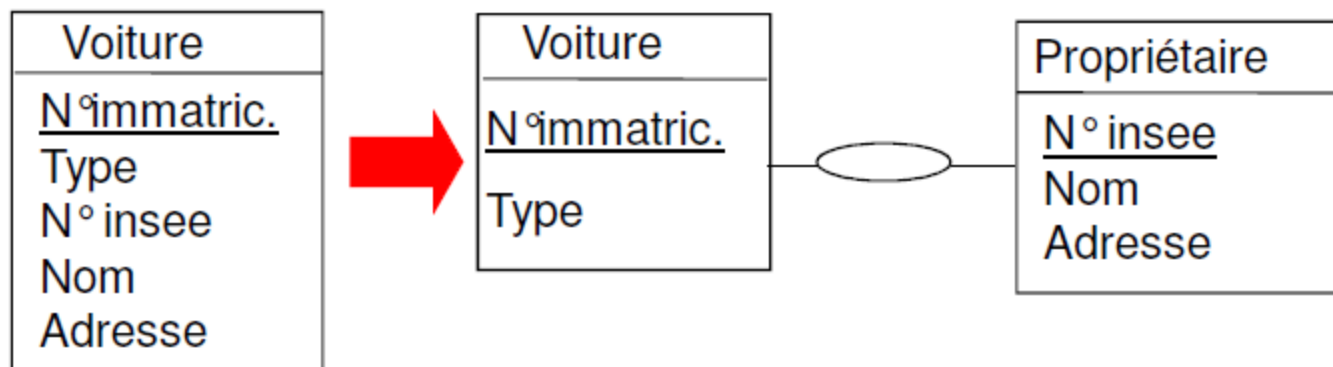 Voiture
N°immatric.
Type
N° insee
Nom
Adresse
Voiture
N°immatric.
Type
Propriétaire
N° insee
Nom
Adresse